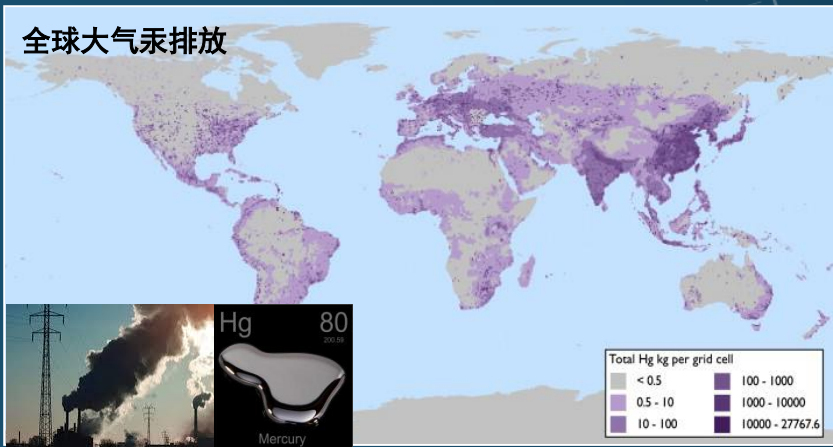 全球大气汞排放
Hg 80
200.59
Mercury
Total Hg kg per grid cell
< 0.5
0.5 - 10
10 - 100
100 - 1000
1000 - 10000
10000 - 27767.6